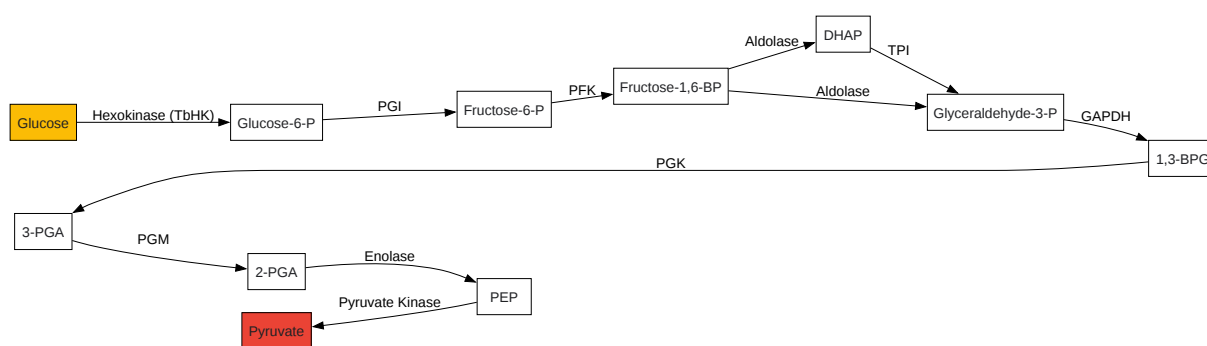 DHAP
Aldolase
TPI
Fructose-1,6-BP
PFK
Aldolase
Fructose-6-P
PGI
Glyceraldehyde-3-P
GAPDH
Glucose
Hexokinase (TbHK)
Glucose-6-P
1,3-BPG
PGK
3-PGA
PGM
2-PGA
Enolase
PEP
Pyruvate Kinase
Pyruvate